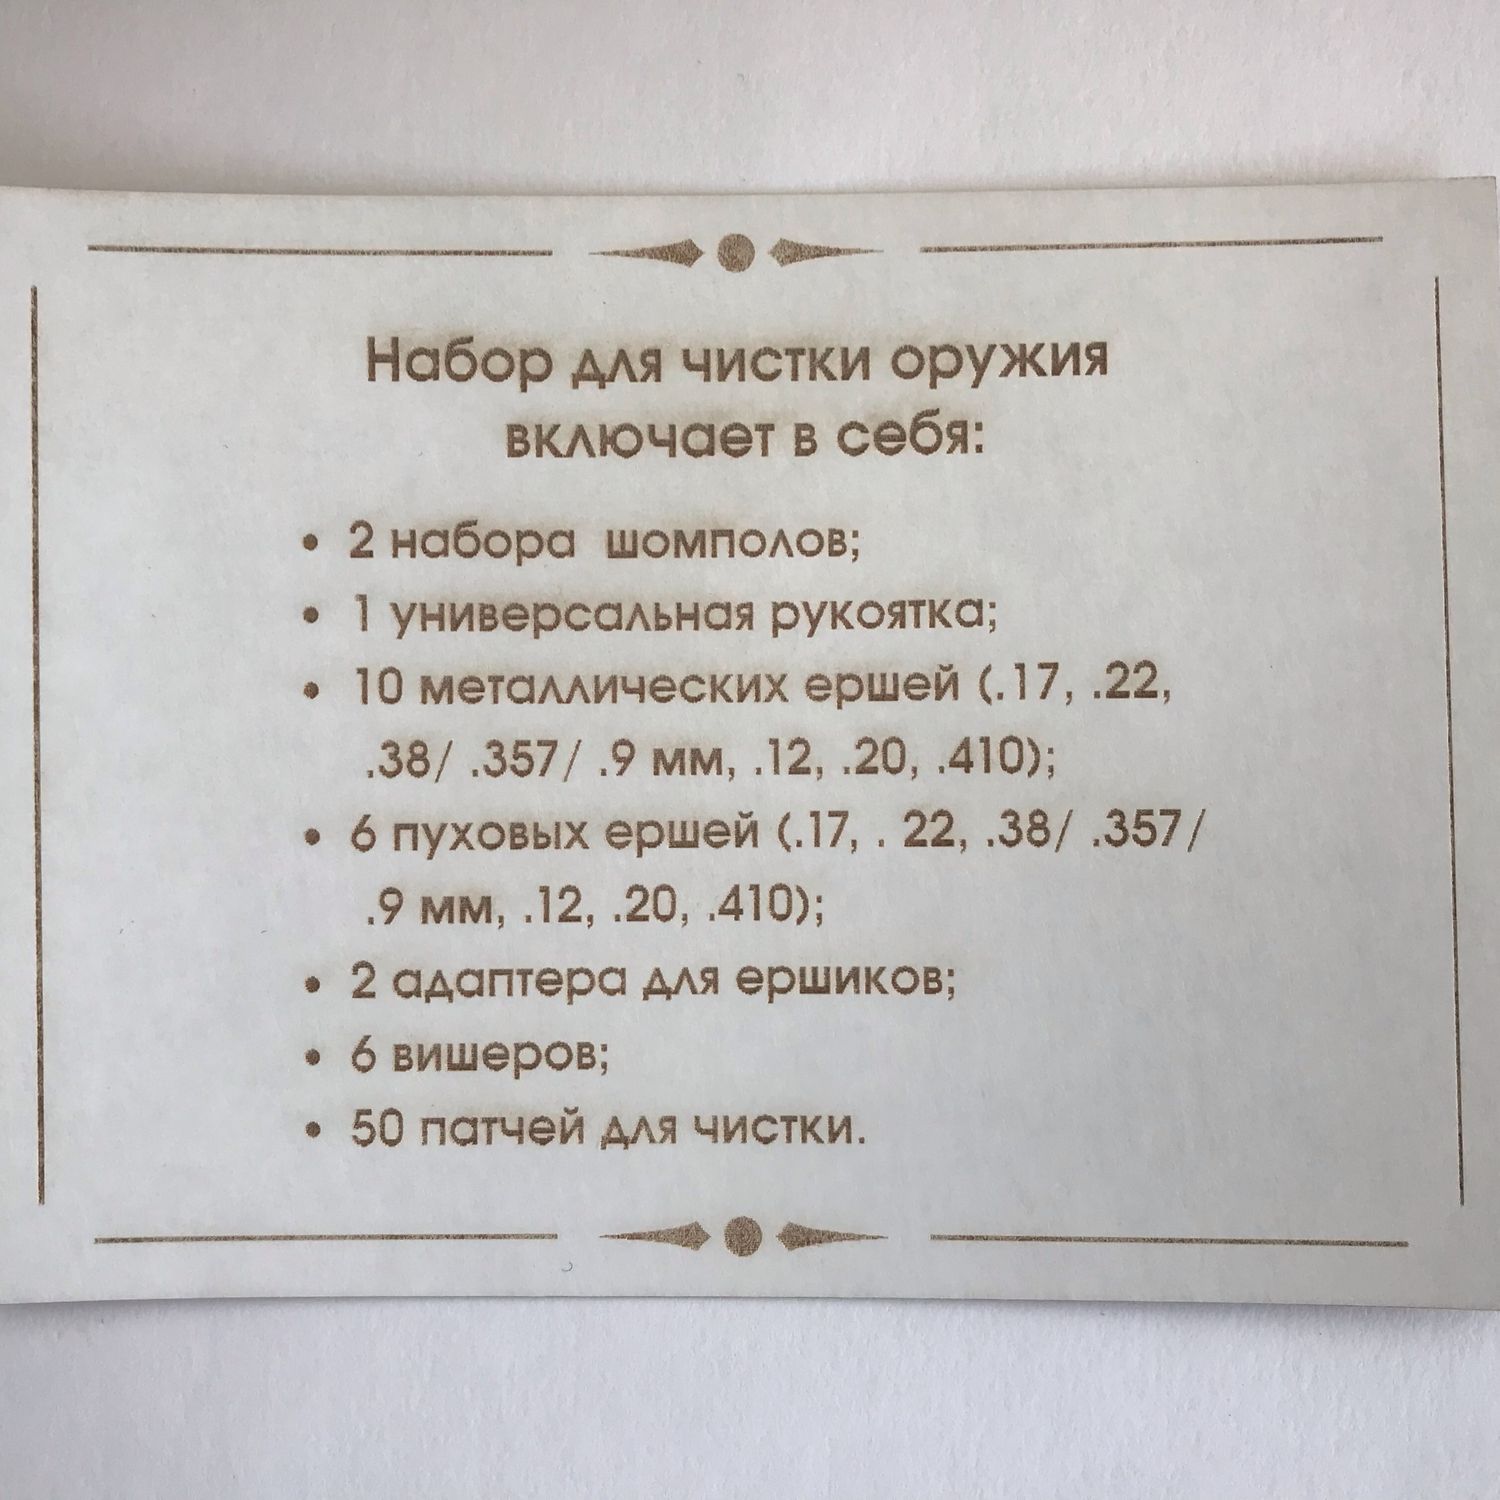 Набор для чистки оружия
включает в себя:
• 2 набора шомполов;
• 1 универсальная рукоятка;
• 10 металлических ершей (.17, .22,
.38/ .357/ .9 мм, .12, .20, .410);
• 6 пуховых ершей (.17, . 22, .38/ .357/
.9 мм, .12, .20, .410);
• 2 адаптера для ершиков;
• 6 вишеров;
• 50 патчей для чистки.